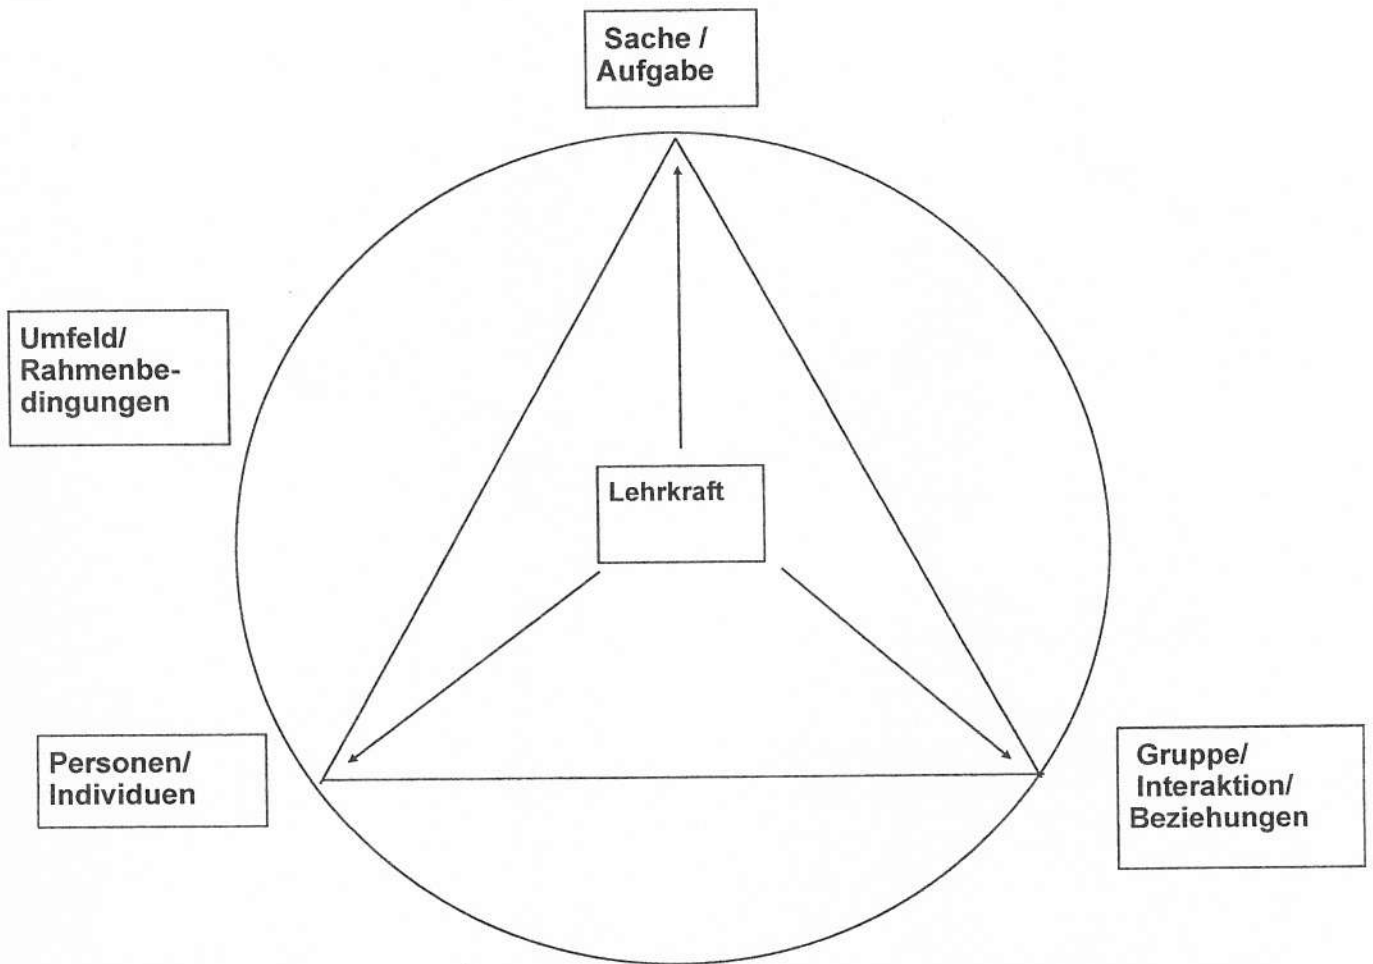 Sache /
Aufgabe
Umfeld/
Rahmenbe-
dingungen
Lehrkraft
Personen/
Individuen
Gruppe/
Interaktion/
Beziehungen